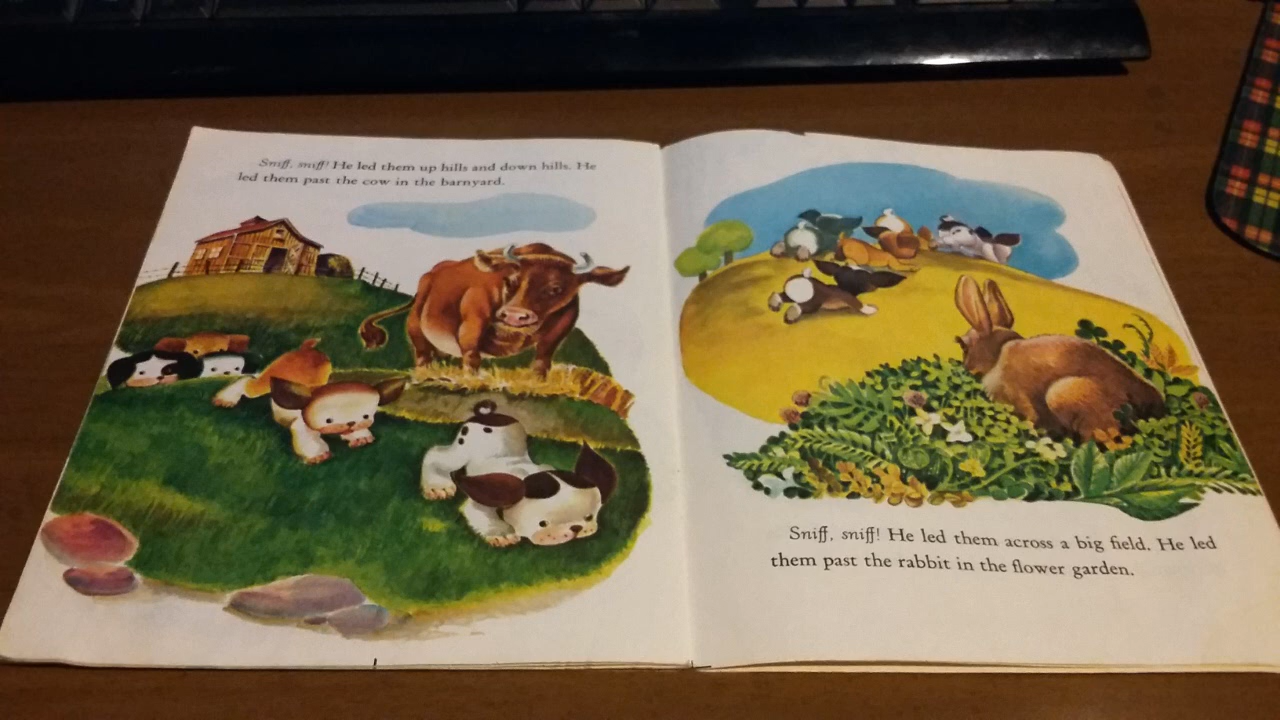 Sniff, sniff! He led them up hills and down hills. He
led them past the cow in the barnyard.
Sniff, sniff! He led them across a big field. He led
them past the rabbit in the flower garden.